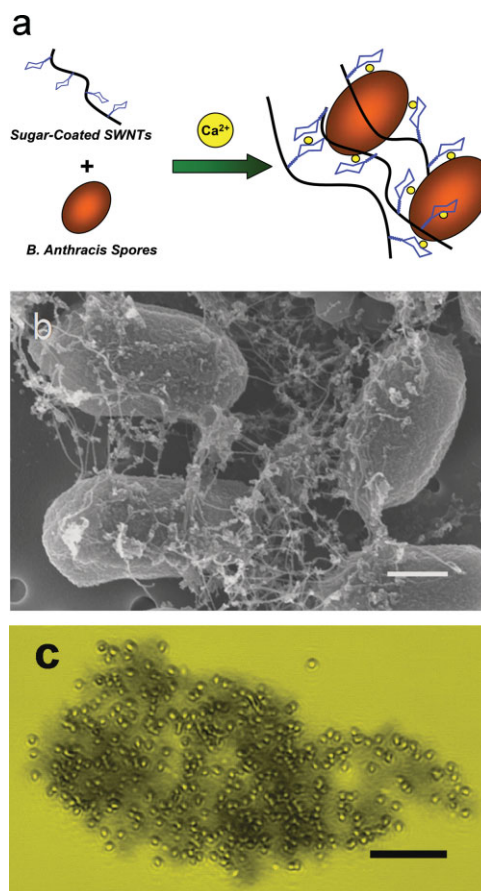 a
Sugar-Coated SWNTs
+
B. Anthracis Spores
Ca2+
b
c